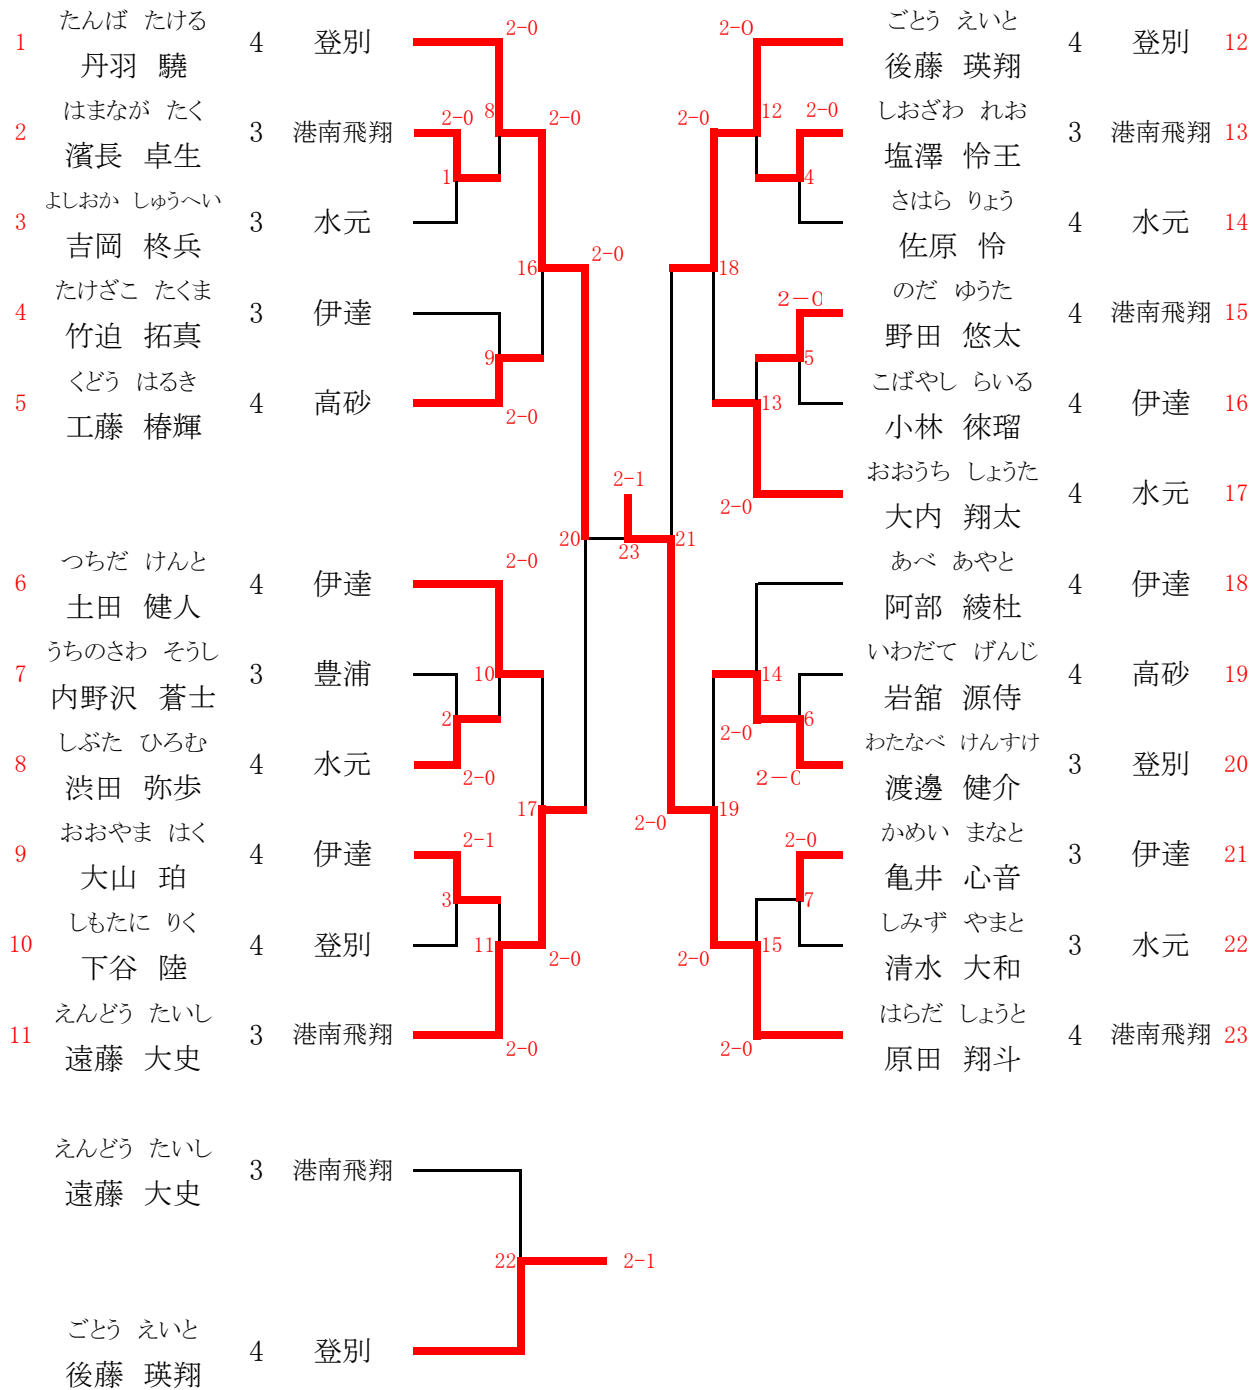 1 たんば たける 丹羽 驍 4 登別 2-0
2 はまなが たく 濱長 卓生 3 港南飛翔 2-0 8 2-0
1
3 よしおか しゅうへい 吉岡 柊兵 3 水元
16 2-0
4 たけざこ たくま 竹迫 拓真 3 伊達
9
5 くどう はるき 工藤 椿輝 4 高砂 2-0
20
6 つちだ けんと 土田 健人 4 伊達 2-0
7 うちのさわ そうし 内野沢 蒼士 3 豊浦 10
2
8 しぶた ひろむ 渋田 弥歩 4 水元 2-0
17
9 おおやま はく 大山 珀 4 伊達 2-1
3
10 しもたに りく 下谷 陸 4 登別 11 2-0
11 えんどう たいし 遠藤 大史 3 港南飛翔 2-0
2-1
23
2-0 ごとう えいと 後藤 瑛翔 4 登別 12
2-0 12 2-0 しおざわ れお 塩澤 怜王 3 港南飛翔 13
4
さはら りょう 佐原 怜 4 水元 14
18
2-0 のだ ゆうた 野田 悠太 4 港南飛翔 15
5
13 こばやし らいる 小林 徠瑠 4 伊達 16
2-0 おおうち しょうた 大内 翔太 4 水元 17
21
あべ あやと 阿部 綾杜 4 伊達 18
14 いわだて げんじ 岩舘 源侍 4 高砂 19
2-0 6
2-0 わたなべ けんすけ 渡邊 健介 3 登別 20
2-0 19
2-0 かめい まなと 亀井 心音 3 伊達 21
7
2-0 15 しみず やまと 清水 大和 3 水元 22
2-0 はらだ しょうと 原田 翔斗 4 港南飛翔 23
えんどう たいし 遠藤 大史 3 港南飛翔
22 2-1
ごとう えいと 後藤 瑛翔 4 登別